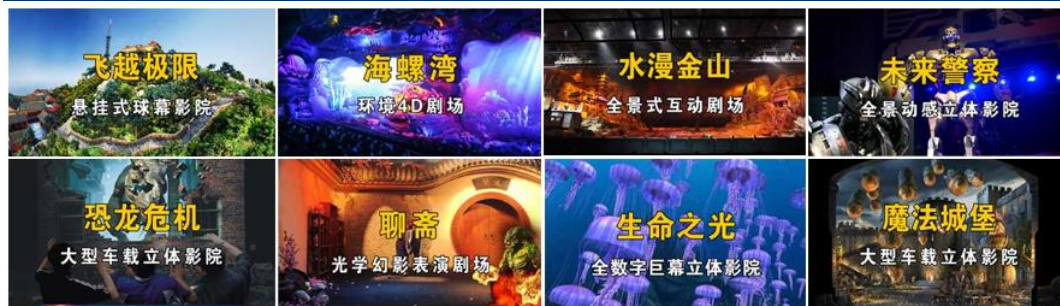 飞越极限
悬挂式球幕影院
海螺湾
环境4D剧场
水漫金山
全景式互动剧场
未来警察
全景动感立体影院
恐龙危机
大型车载立体影院
聊斋
光学幻影表演剧场
生命之光
全数字巨幕立体影院
魔法城堡
大型车载立体影院